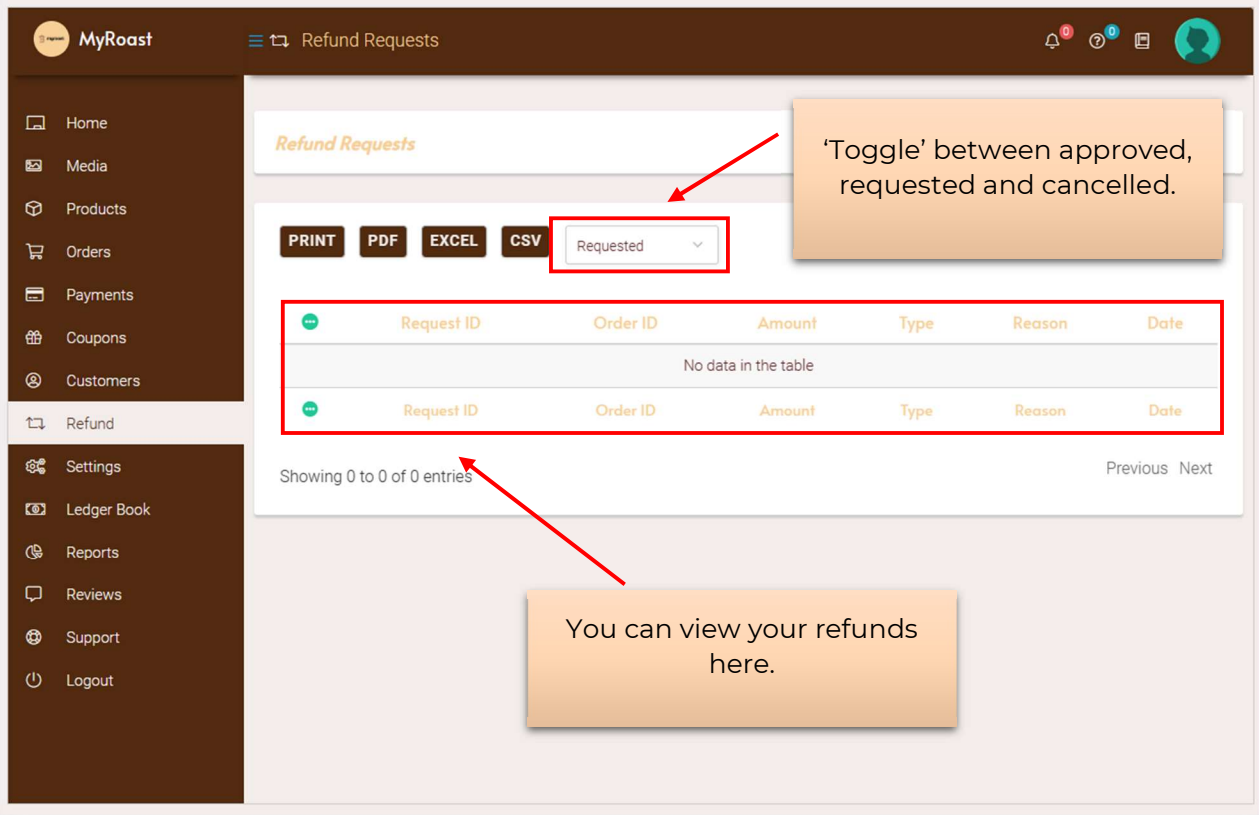 MyRoast
Refund Requests
0
0
Home
Media
Products
Orders
Payments
Coupons
Customers
Refund
Settings
Ledger Book
Reports
Reviews
Support
Logout
Refund Requests
‘Toggle’ between approved,
requested and cancelled.
PRINT PDF EXCEL CSV Requested
Request ID Order ID Amount Type Reason Date
No data in the table
Request ID Order ID Amount Type Reason Date
Showing 0 to 0 of 0 entries
Previous Next
You can view your refunds
here.